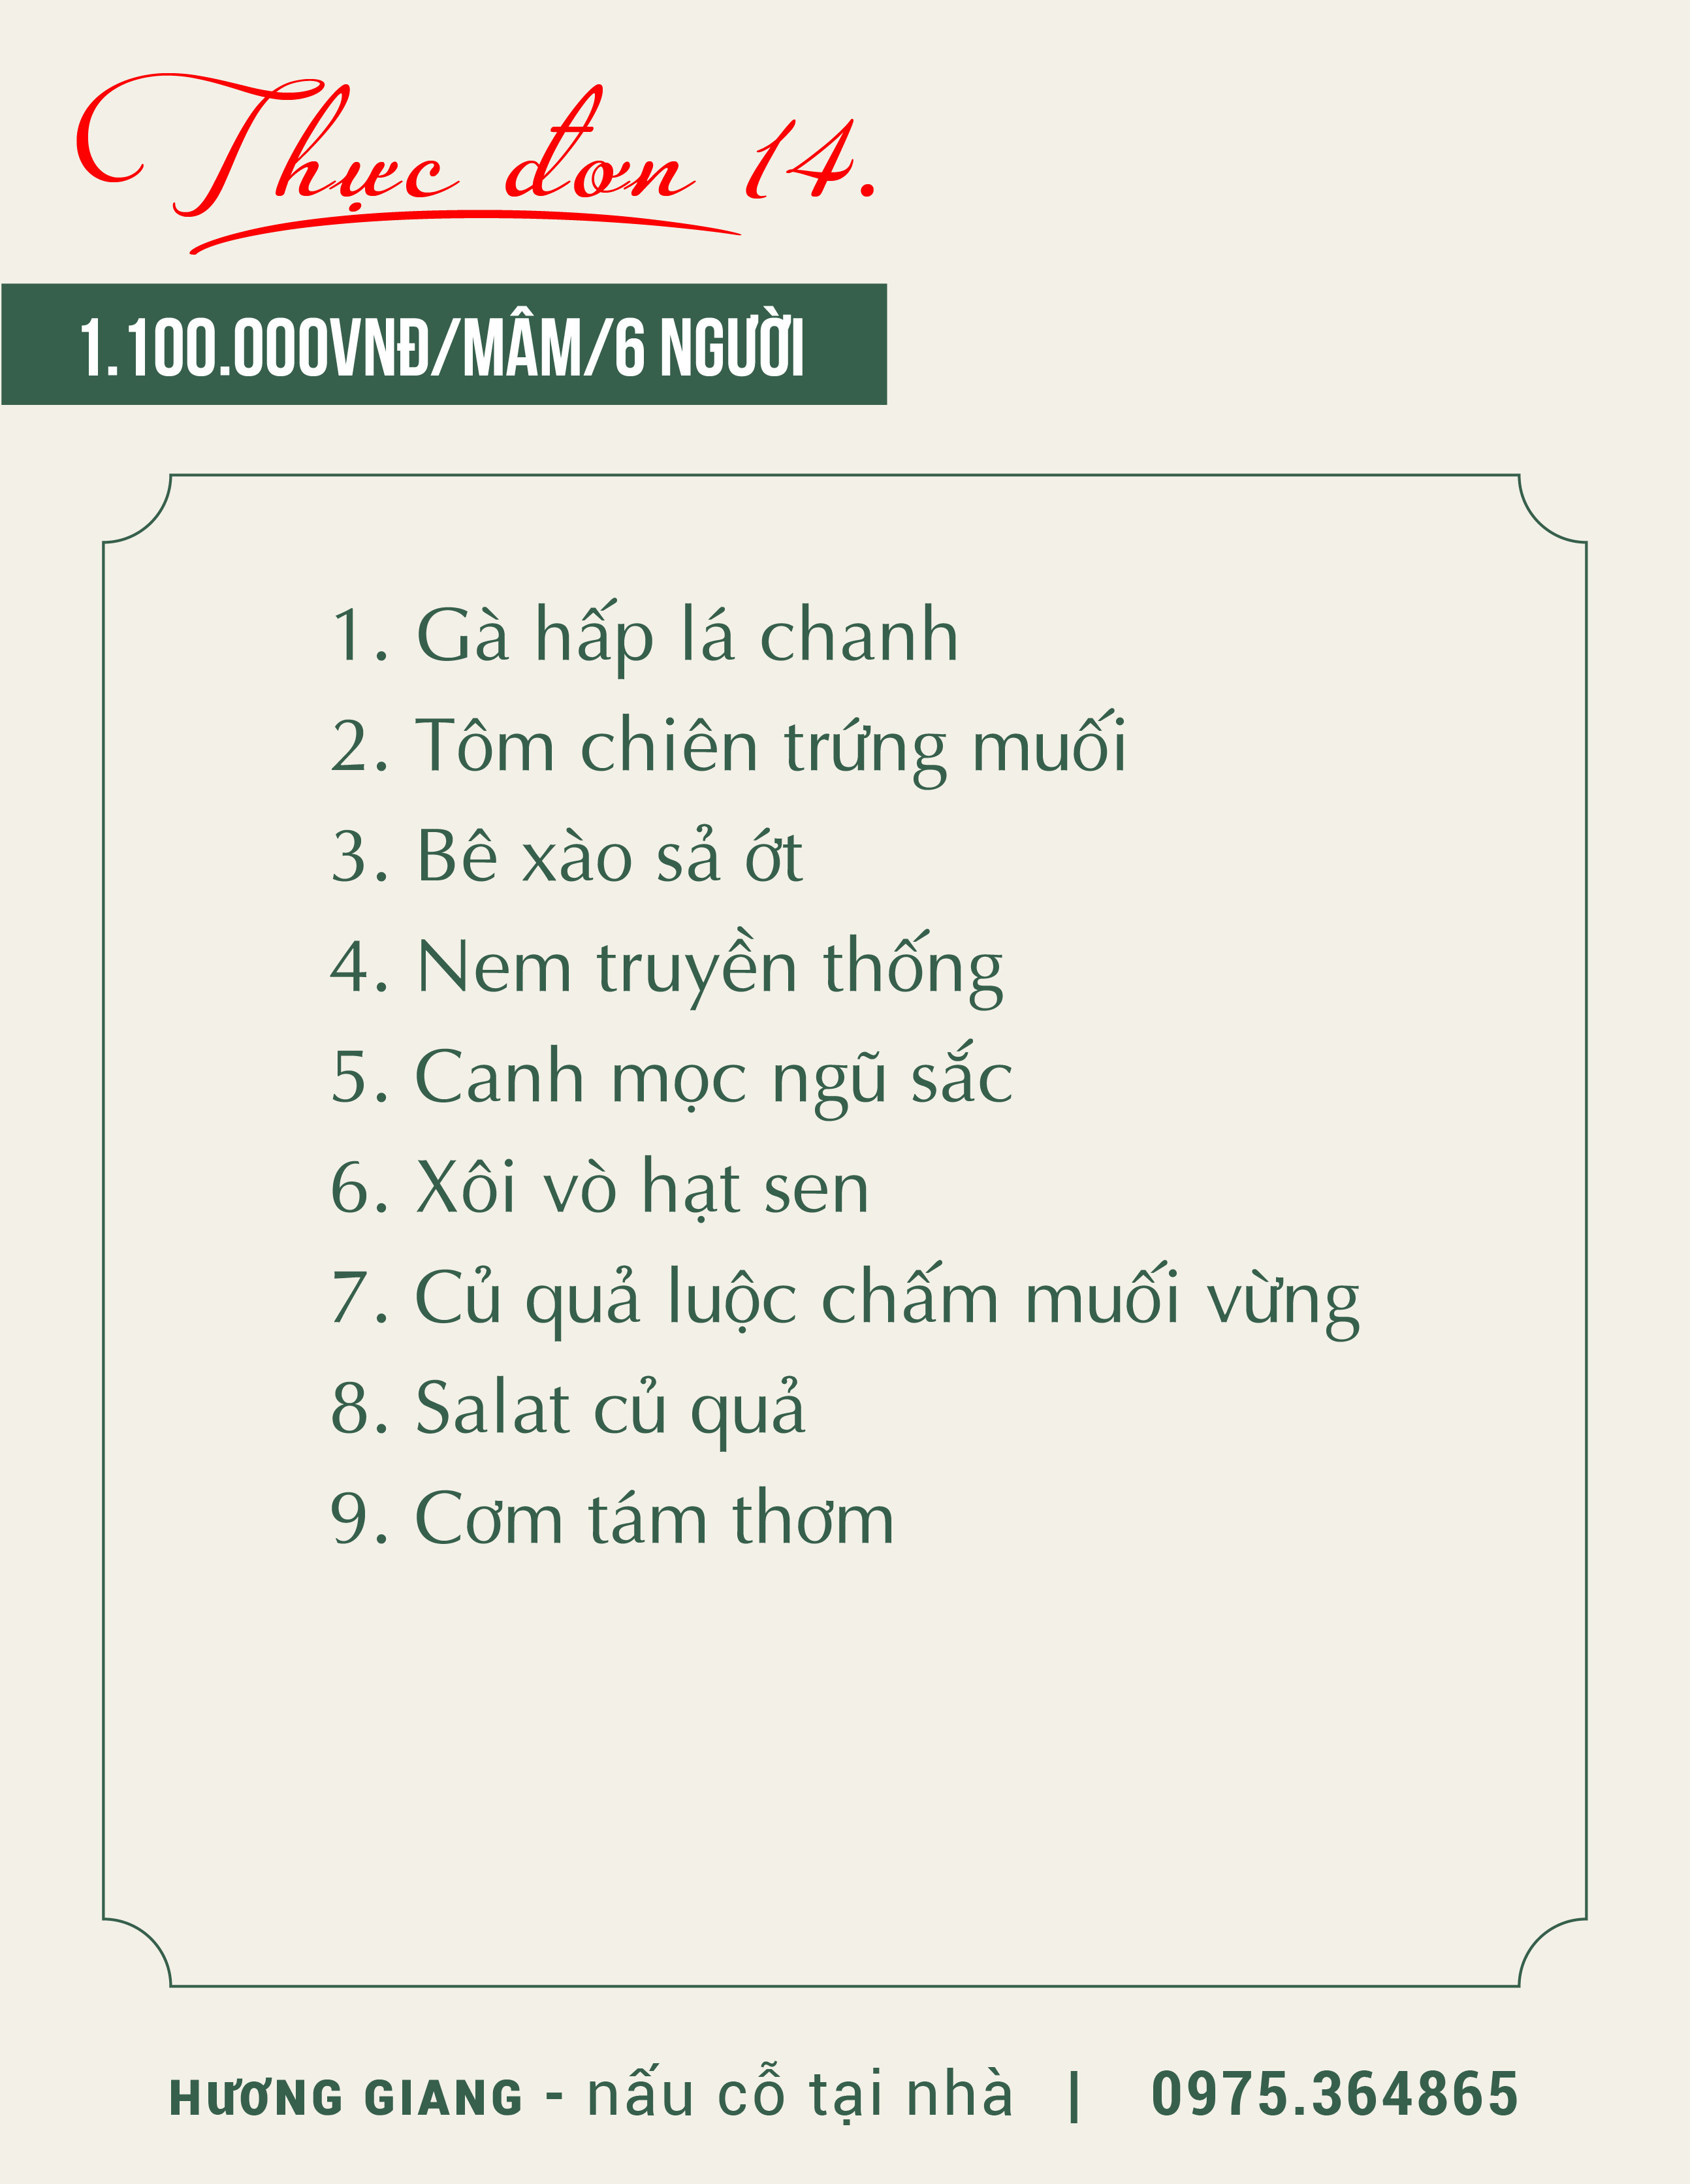 Thực đơn 14.
1.100.000VNĐ/MÂM/6 NGƯỜI
1. Gà hấp lá chanh
2. Tôm chiên trứng muối
3. Bê xào sả ớt
4. Nem truyền thống
5. Canh mọc ngũ sắc
6. Xôi vò hạt sen
7. Củ quả luộc chấm muối vừng
8. Salat củ quả
9. Cơm tám thơm
HươNG GIANG - nấu cỗ tại nhà | 0975.364865